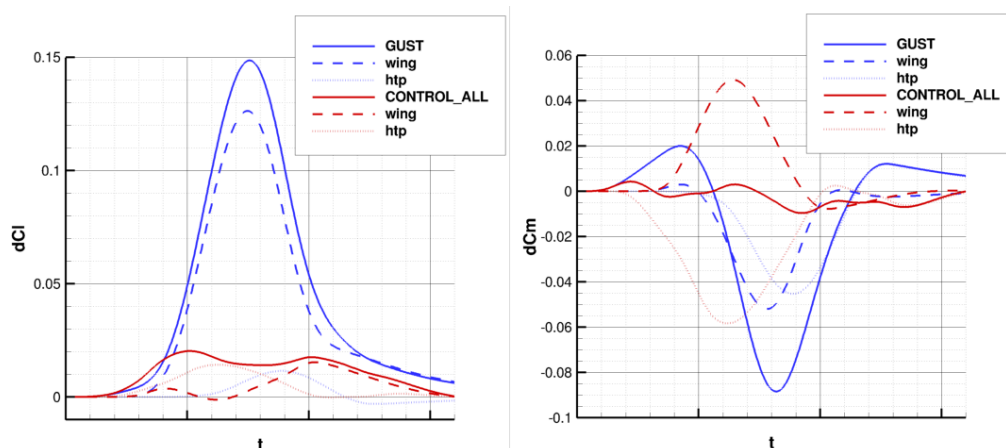 GUST
wing
htp
CONTROL_ALL
wing
htp
0.15
0.1
0.05
0
dCl
t
GUST
wing
htp
CONTROL_ALL
wing
htp
0.06
0.04
0.02
0
-0.02
-0.04
-0.06
-0.08
-0.1
dCm
t